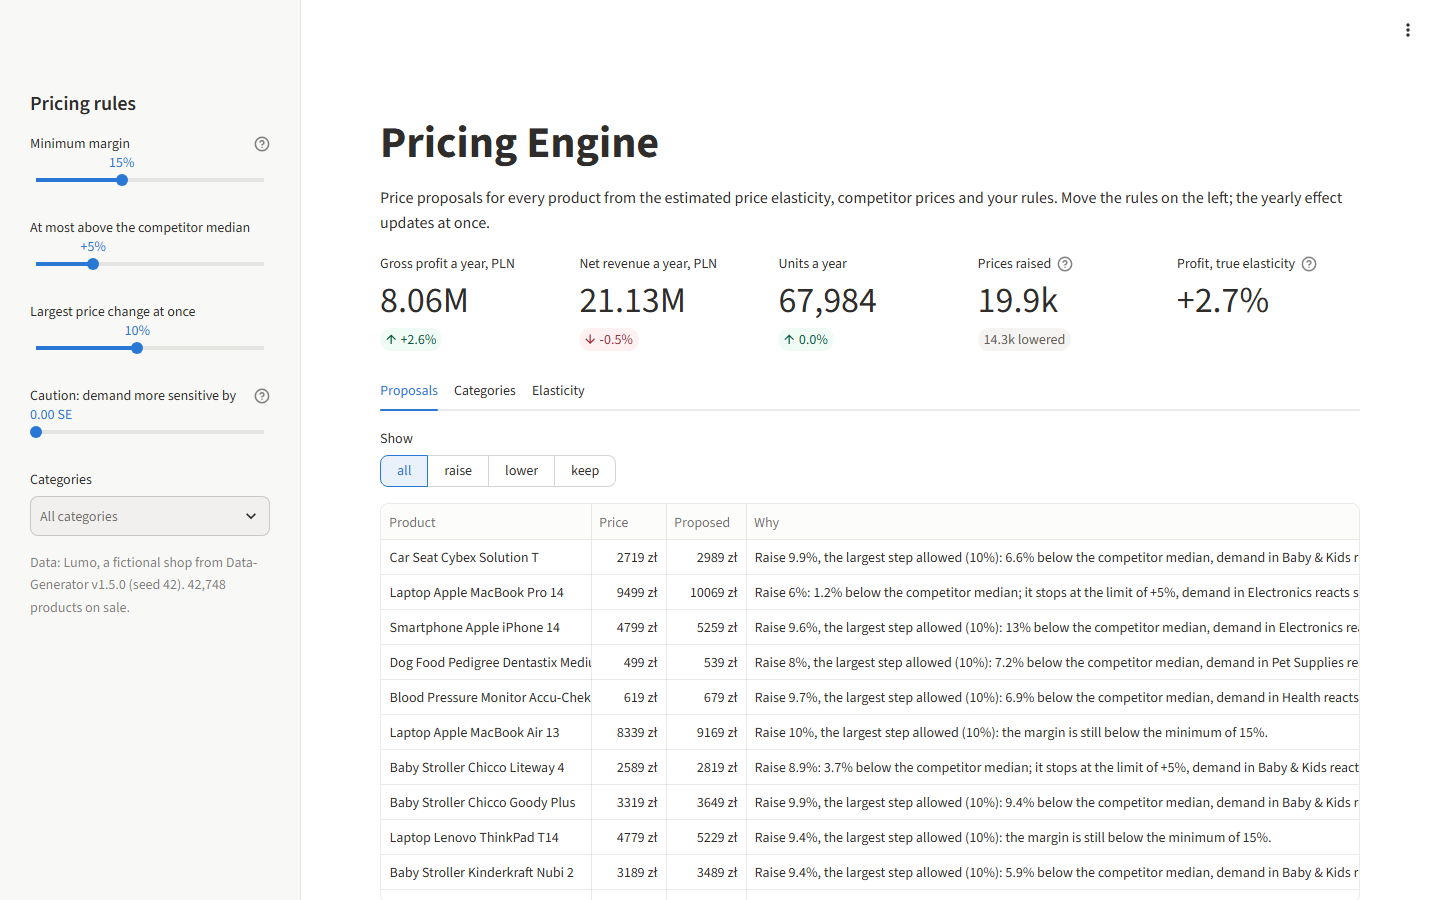 Pricing rules
Minimum margin
15%
At most above the competitor median
+5%
Largest price change at once
10%
Caution: demand more sensitive by
0.00 SE
Categories
All categories
Data: Lumo, a fictional shop from Data-
Generator v1.5.0 (seed 42). 42,748
products on sale.
Pricing Engine
Price proposals for every product from the estimated price elasticity, competitor prices and your rules. Move the rules on the left; the yearly effect
updates at once.
Gross profit a year, PLN
8.06M
↑ +2.6%
Net revenue a year, PLN
21.13M
↓ -0.5%
Units a year
67,984
↑ 0.0%
Prices raised
19.9k
14.3k lowered
Profit, true elasticity
+2.7%
Proposals Categories Elasticity
Show
all raise lower keep
Product Price Proposed Why
Car Seat Cybex Solution T 2719 zł 2989 zł Raise 9.9%, the largest step allowed (10%): 6.6% below the competitor median, demand in Baby & Kids r
Laptop Apple MacBook Pro 14 9499 zł 10069 zł Raise 6%: 1.2% below the competitor median; it stops at the limit of +5%, demand in Electronics reacts s
Smartphone Apple iPhone 14 4799 zł 5259 zł Raise 9.6%, the largest step allowed (10%): 13% below the competitor median, demand in Electronics rea
Dog Food Pedigree Dentastix Mediu 499 zł 539 zł Raise 8%, the largest step allowed (10%): 7.2% below the competitor median, demand in Pet Supplies re
Blood Pressure Monitor Accu-Chek 619 zł 679 zł Raise 9.7%, the largest step allowed (10%): 6.9% below the competitor median, demand in Health reacts
Laptop Apple MacBook Air 13 8339 zł 9169 zł Raise 10%, the largest step allowed (10%): the margin is still below the minimum of 15%.
Baby Stroller Chicco Liteway 4 2589 zł 2819 zł Raise 8.9%: 3.7% below the competitor median; it stops at the limit of +5%, demand in Baby & Kids react
Baby Stroller Chicco Goody Plus 3319 zł 3649 zł Raise 9.9%, the largest step allowed (10%): 9.4% below the competitor median, demand in Baby & Kids r
Laptop Lenovo ThinkPad T14 4779 zł 5229 zł Raise 9.4%, the largest step allowed (10%): the margin is still below the minimum of 15%.
Baby Stroller Kinderkraft Nubi 2 3189 zł 3489 zł Raise 9.4%, the largest step allowed (10%): 5.9% below the competitor median, demand in Baby & Kids r